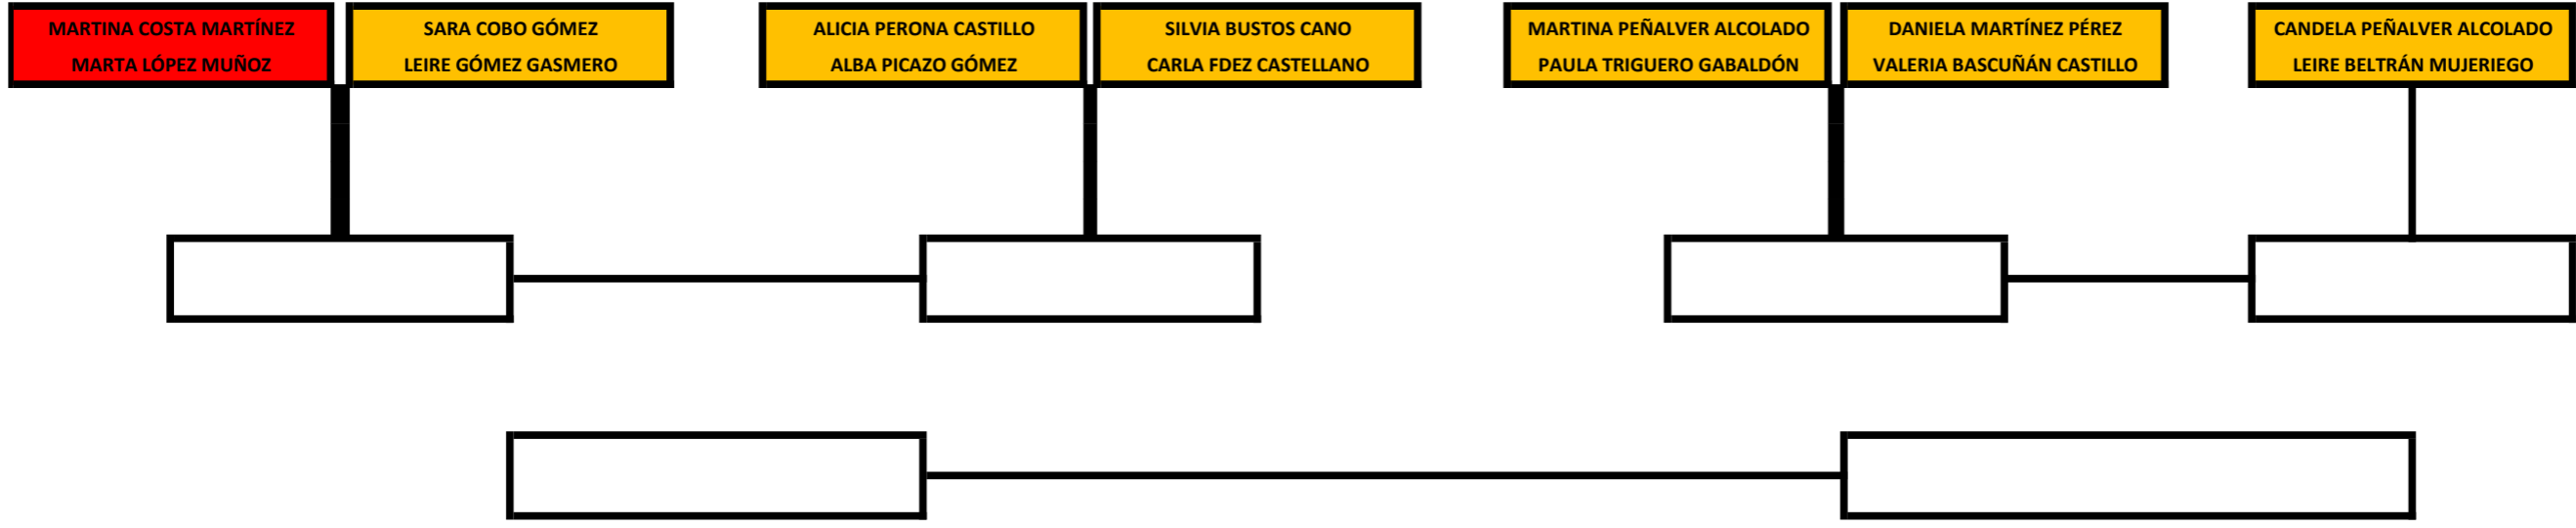 MARTINA COSTA MARTÍNEZ
MARTA LÓPEZ MUÑOZ
SARA COBO GÓMEZ
LEIRE GÓMEZ GASMERO
ALICIA PERONA CASTILLO
ALBA PICAZO GÓMEZ
SILVIA BUSTOS CANO
CARLA FDEZ CASTELLANO
MARTINA PEÑALVER ALCOLADO
PAULA TRIGUERO GABALDÓN
DANIELA MARTÍNEZ PÉREZ
VALERIA BASCUÑÁN CASTILLO
CANDELA PEÑALVER ALCOLADO
LEIRE BELTRÁN MUJERIEGO